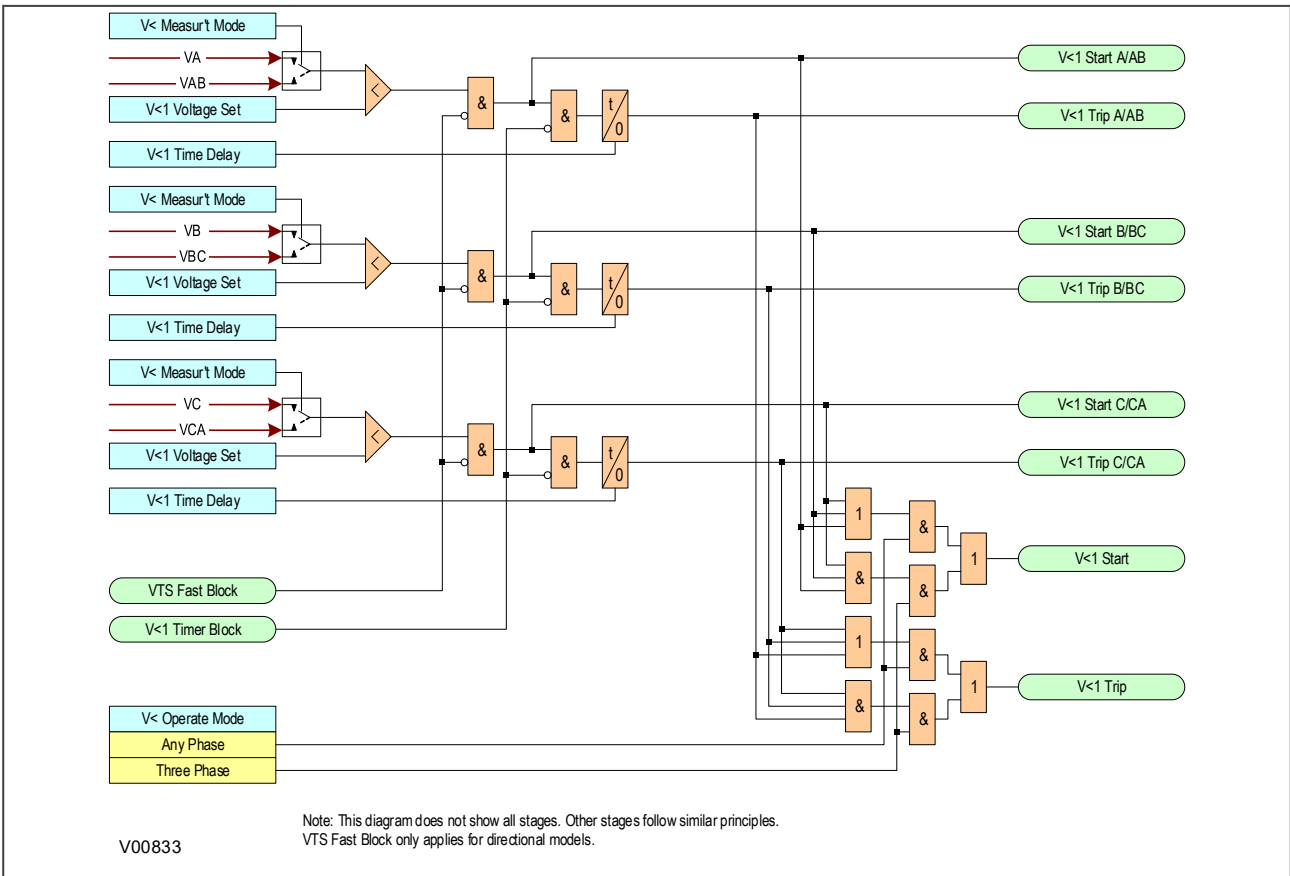 V< Measur't Mode
VA
VAB
V<1 Voltage Set
V<1 Time Delay
<
&
&
t
0
V<1 Start A/AB
V<1 Trip A/AB
V< Measur't Mode
VB
VBC
V<1 Voltage Set
V<1 Time Delay
<
&
&
t
0
V<1 Start B/BC
V<1 Trip B/BC
V< Measur't Mode
VC
VCA
V<1 Voltage Set
V<1 Time Delay
<
&
&
t
0
V<1 Start C/CA
V<1 Trip C/CA
1
&
&
&
1
V<1 Start
1
&
&
&
1
V<1 Trip
VTS Fast Block
V<1 Timer Block
V< Operate Mode
Any Phase
Three Phase
Note: This diagram does not show all stages. Other stages follow similar principles.
VTS Fast Block only applies for directional models.
V00833